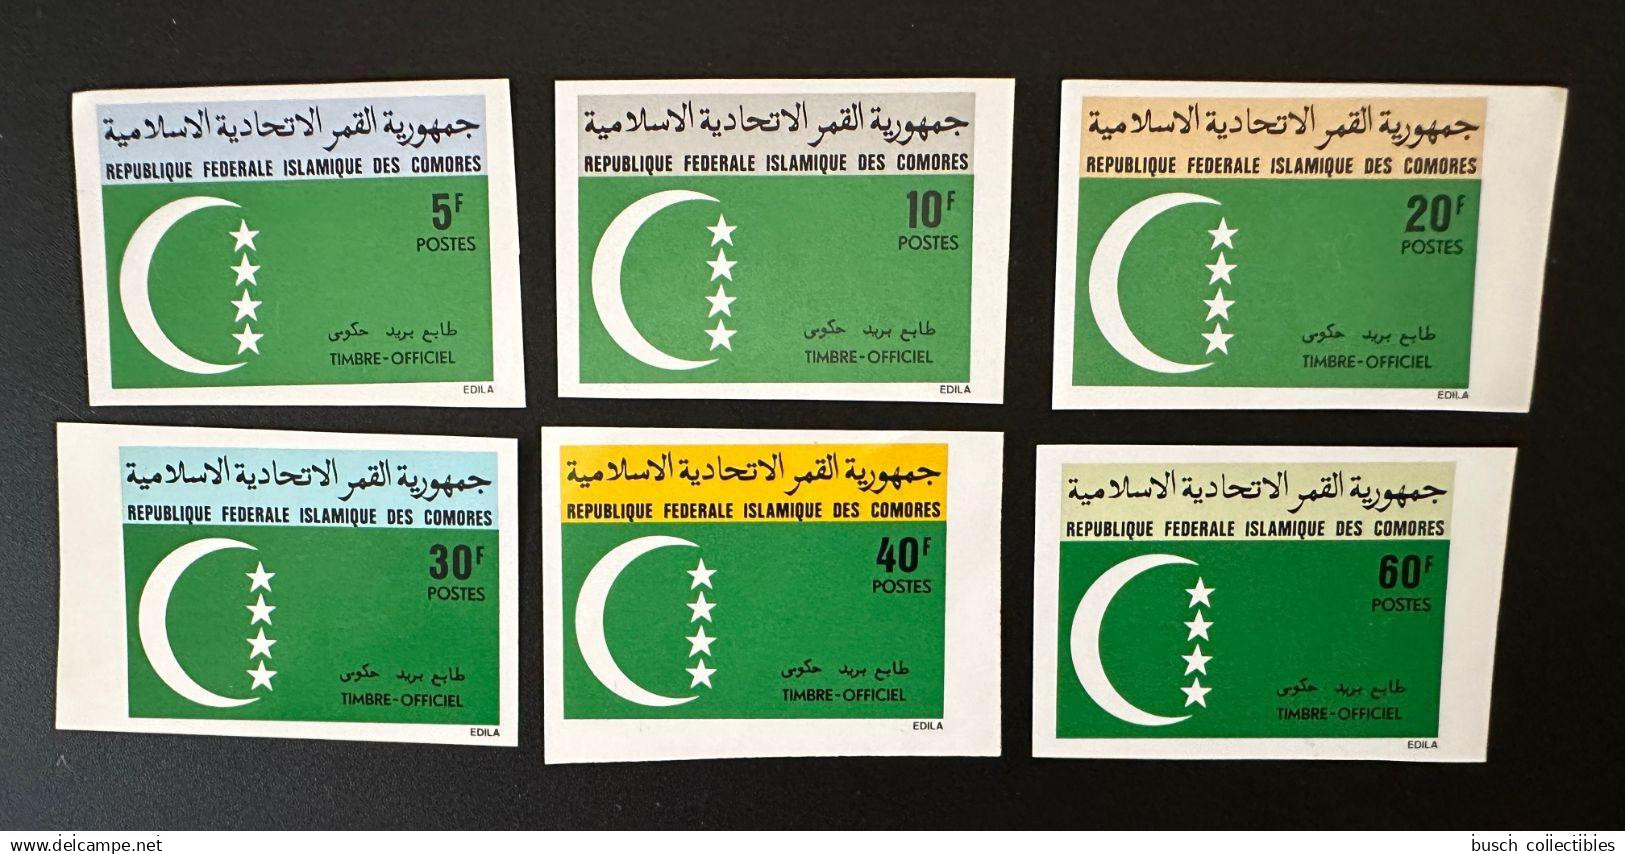 جمهورية القمر الاتحادية الاسلامية
REPUBLIQUE FEDERALE ISLAMIQUE DES COMORES
5F
POSTES
طابع بريد حكومى
TIMBRE-OFFICIEL
EDILA
جمهورية القمر الاتحادية الاسلامية
REPUBLIQUE FEDERALE ISLAMIQUE DES COMORES
10F
POSTES
طابع بريد حكومى
TIMBRE-OFFICIEL
EDILA
جمهورية القمر الاتحادية الاسلامية
REPUBLIQUE FEDERALE ISLAMIQUE DES COMORES
20F
POSTES
طابع بريد حكومى
TIMBRE-OFFICIEL
EDILA
جمهورية القمر الاتحادية الاسلامية
REPUBLIQUE FEDERALE ISLAMIQUE DES COMORES
30F
POSTES
طابع بريد حكومى
TIMBRE-OFFICIEL
EDILA
جمهورية القمر الاتحادية الاسلامية
REPUBLIQUE FEDERALE ISLAMIQUE DES COMORES
40F
POSTES
طابع بريد حكومى
TIMBRE-OFFICIEL
EDILA
جمهورية القمر الاتحادية الاسلامية
REPUBLIQUE FEDERALE ISLAMIQUE DES COMORES
60F
POSTES
طابع بريد حكومى
TIMBRE-OFFICIEL
EDILA
delcampe.net
busch collectibles